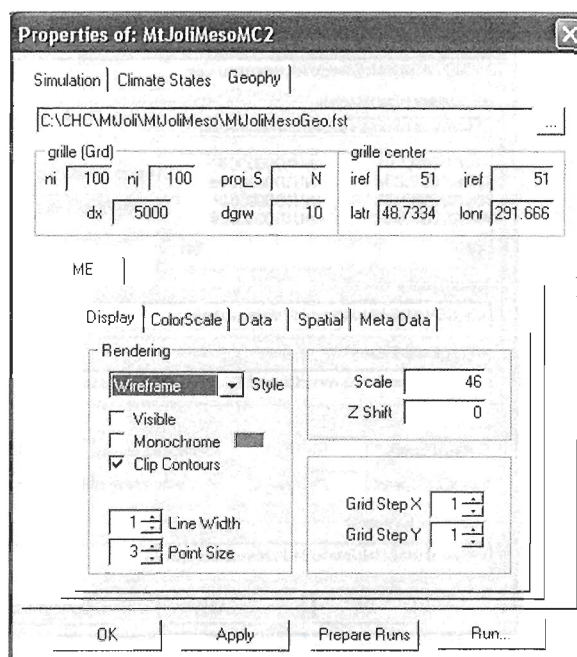 Properties of: MtJoliMesoMC2
Simulation Climate States Geophy
C:\CHC\MtJoli\MtJoliMeso\MtJoliMesoGeo.fst ...
grille (Grd) grille center
ni 100 nj 100 proj_S N iref 51 jref 51
dx 5000 dgrw 10 latr 48.7334 lonr 291.666
ME
Display ColorScale Data Spatial Meta Data
Rendering
Wireframe Style Scale 46
Visible Z Shift 0
Monochrome
Clip Contours
Grid Step X 1
1 Line Width
Grid Step Y 1
3 Point Size
OK Apply Prepare Runs Run...